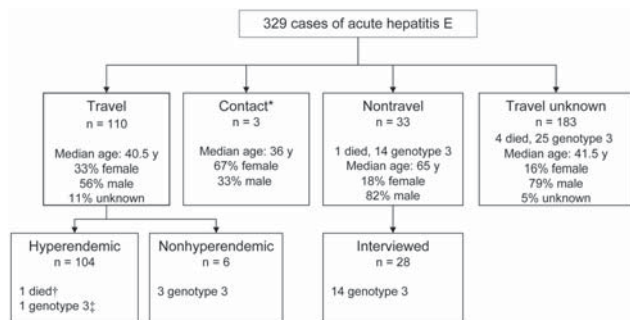 329 cases of acute hepatitis E
Travel
n = 110
Median age: 40.5 y
33% female
56% male
11% unknown
Contact*
n = 3
Median age: 36 y
67% female
33% male
Nontravel
n = 33
1 died, 14 genotype 3
Median age: 65 y
18% female
82% male
Travel unknown
n = 183
4 died, 25 genotype 3
Median age: 41.5 y
16% female
79% male
5% unknown
Hyperendemic
n = 104
1 died†
1 genotype 3‡
Nonhyperendemic
n = 6
3 genotype 3
Interviewed
n = 28
14 genotype 3